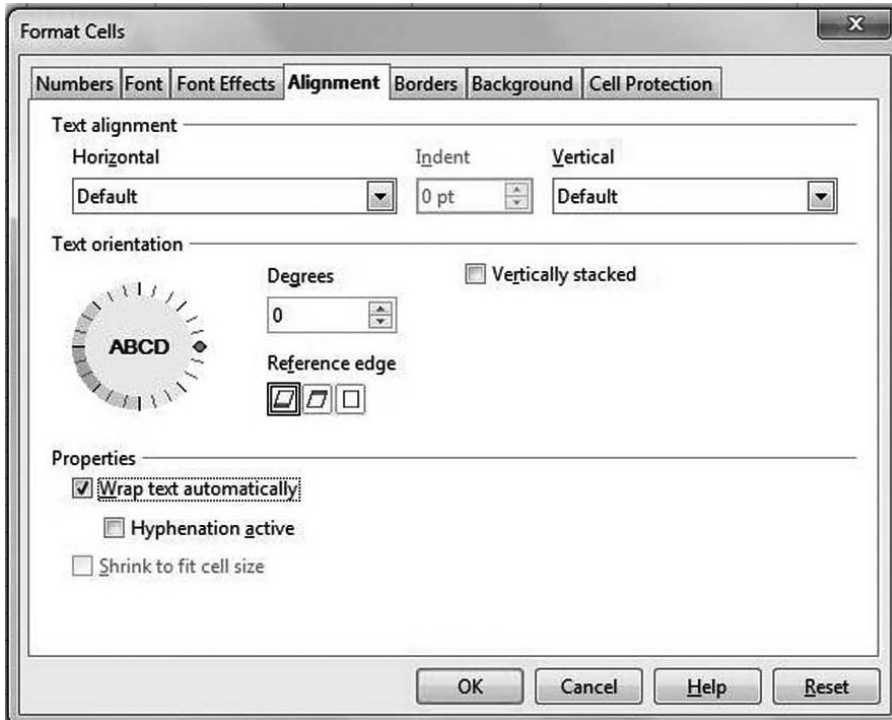 Format Cells
Numbers Font Font Effects Alignment Borders Background Cell Protection
Text alignment
Horizontal Indent Vertical
Default 0 pt Default
Text orientation
Degrees Vertically stacked
0
ABCD
Reference edge
Properties
Wrap text automatically
Hyphenation active
Shrink to fit cell size
OK Cancel Help Reset